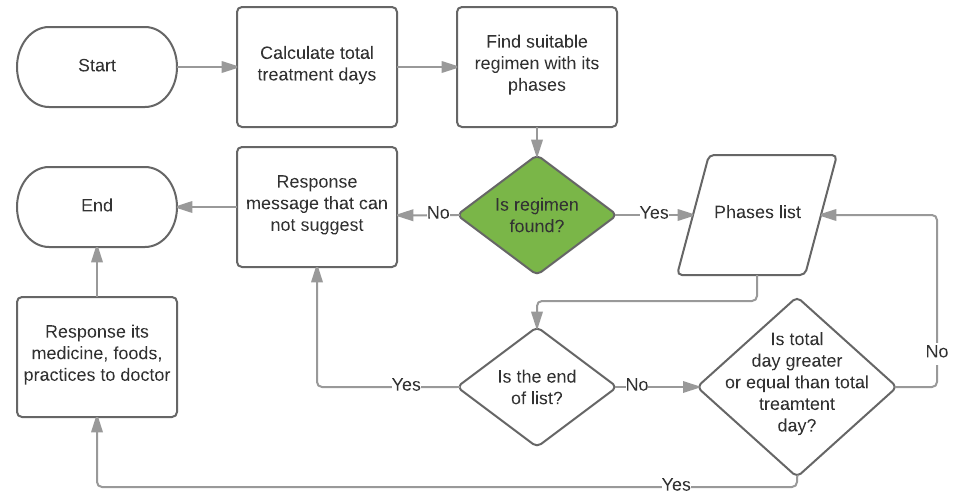 Start
Calculate total
treatment days
Find suitable
regimen with its
phases
End
Response
message that can
not suggest
No
Is regimen
found?
Yes
Phases list
Response its
medicine, foods,
practices to doctor
Yes
Is the end
of list?
No
Is total
day greater
or equal than total
treamtent
day?
No
Yes